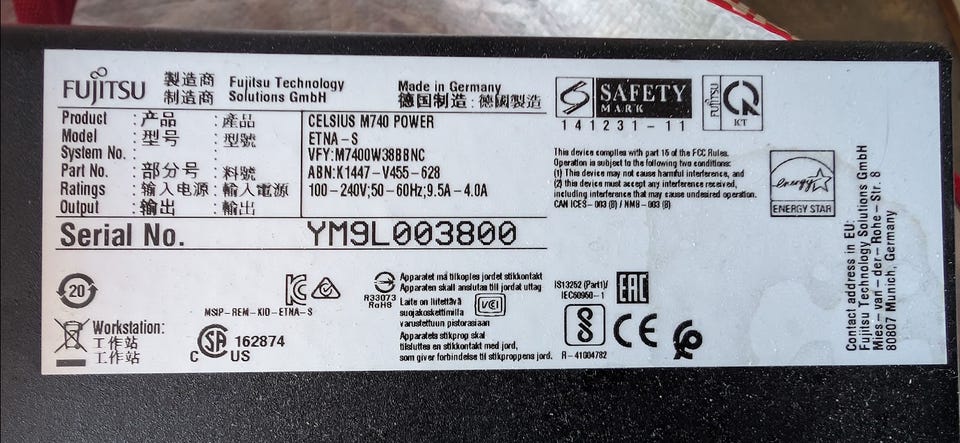 FUJITSU 製造商 Fujitsu Technology
制造商 Solutions GmbH
Made in Germany
德国制造 : 德國製造
Product : 产品 : 產品 CELSIUS M740 POWER
Model : 型号 : 型號 ETNA-S
System No. : : VFY:M7400W38BBNC
Part No. : 部分号 : 料號 ABN:K1447-V455-628
Ratings : 输入电源 : 輸入電源 100-240V;50-60Hz;9.5A-4.0A
Output : 输出 : 輸出
Serial No. YM9L003800
SAFETY
MARK
141231-11
FUJITSU
ICT
This device complies with part 15 of the FCC Rules.
Operation is subject to the following two conditions:
(1) This device may not cause harmful interference, and
(2) this device must accept any interference received,
including interference that may cause undesired operation.
CAN ICES-003 (B) / NMB-003 (B)
energy
ENERGY STAR
Contact address in EU:
Fujitsu Technology Solutions GmbH
Mies-van-der-Rohe-Str. 8
80807 Munich, Germany
20
MSIP-REM-KIO-ETNA-S
R33073
RoHS
Apparatet må tilkoples jordet stikkontakt
Apparaten skall anslutas till jordat uttag
Laite on liitettävä
suojakoskettimilla
varustettuun pistorasiaan
VCI
Apparatets stikprop skal
tilsluttes en stikkontakt med jord,
som giver forbindelse til stikproppens jord.
IS13252 (Part1)/
IEC60950-1
EAC
R-41004782
CE
Workstation:
工作站
工作站
C SA US 162874